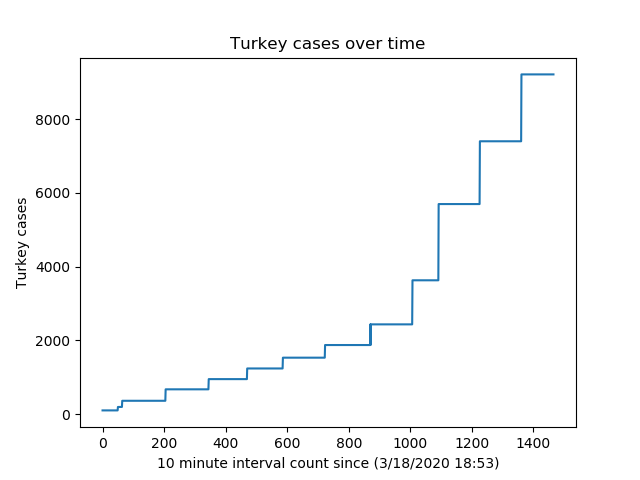 Turkey cases over time
8000
6000
4000
2000
0
Turkey cases
0 200 400 600 800 1000 1200 1400
10 minute interval count since (3/18/2020 18:53)